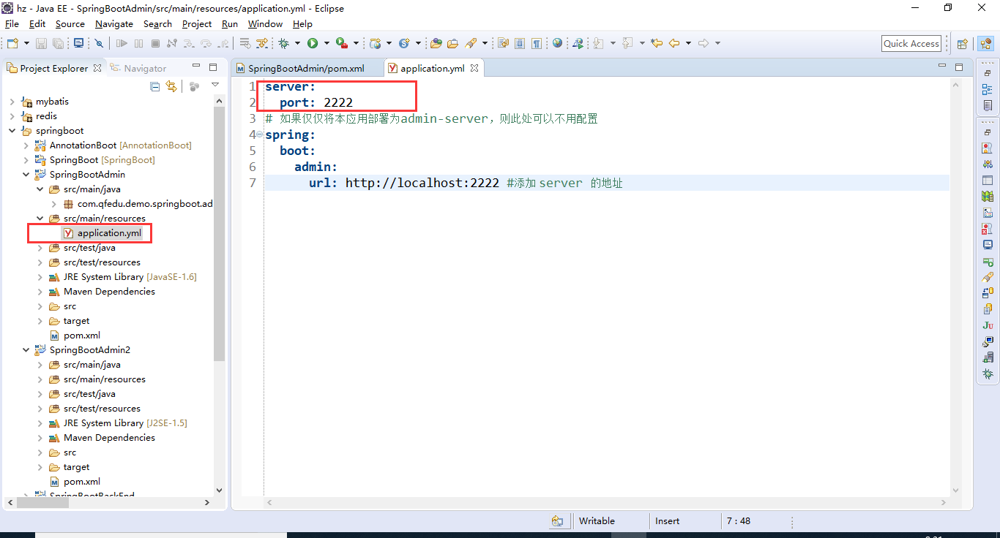 hz - Java EE - SpringBootAdmin/src/main/resources/application.yml - Eclipse
File Edit Source Navigate Search Project Run Window Help
Quick Access
Project Explorer Navigator
SpringBootAdmin/pom.xml application.yml
mybatis
redis
springboot
AnnotationBoot [AnnotationBoot]
SpringBoot [SpringBoot]
SpringBootAdmin
src/main/java
com.qfedu.demo.springboot.ad
src/main/resources
application.yml
src/test/java
src/test/resources
JRE System Library [JavaSE-1.6]
Maven Dependencies
src
target
pom.xml
SpringBootAdmin2
src/main/java
src/main/resources
src/test/java
src/test/resources
JRE System Library [J2SE-1.5]
Maven Dependencies
src
target
pom.xml
SpringBootBackEnd
1 server:
2 port: 2222
3 # 如果仅仅将本应用部署为admin-server，则此处可以不用配置
4 spring:
5 boot:
6 admin:
7 url: http://localhost:2222 #添加 server 的地址
Writable Insert 7 : 48